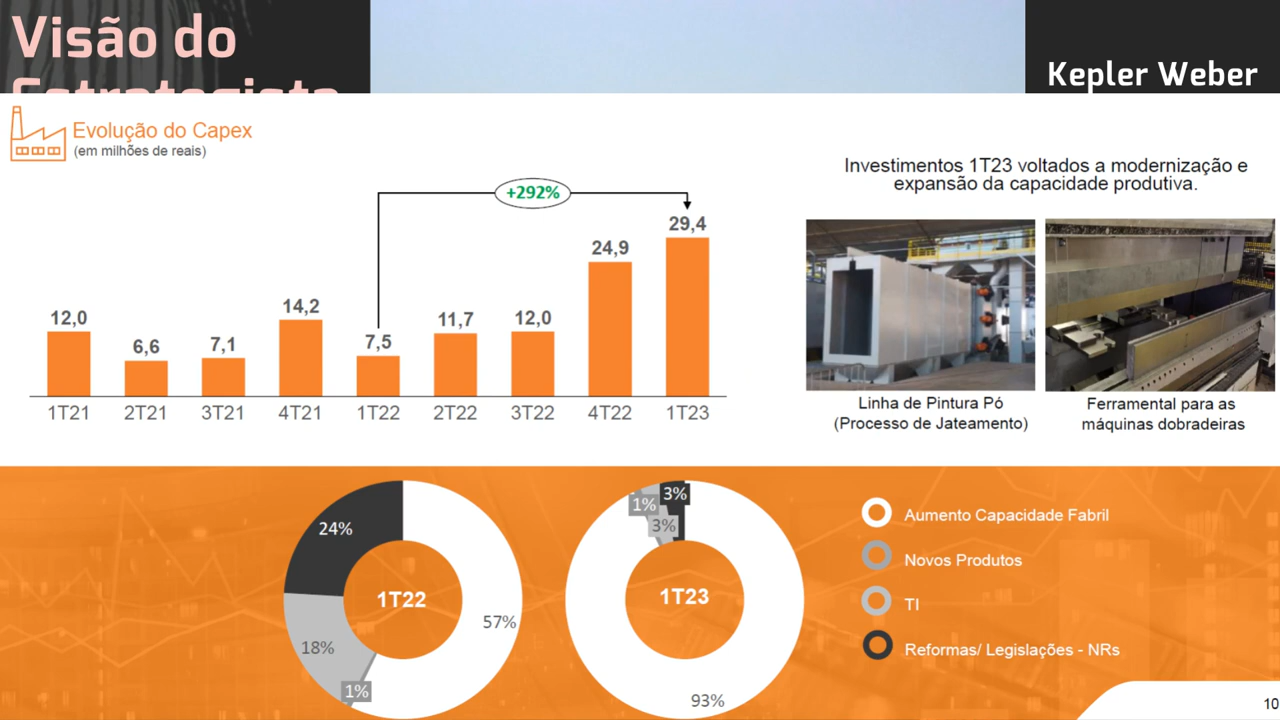 Visão do
Estrategista
Kepler Weber
Evolução do Capex
(em milhões de reais)
+292%
12,0
6,6
7,1
14,2
7,5
11,7
12,0
24,9
29,4
1T21
2T21
3T21
4T21
1T22
2T22
3T22
4T22
1T23
Investimentos 1T23 voltados a modernização e
expansão da capacidade produtiva.
Linha de Pintura Pó
(Processo de Jateamento)
Ferramental para as
máquinas dobradeiras
24%
18%
1%
57%
1T22
1%
3%
3%
93%
1T23
Aumento Capacidade Fabril
Novos Produtos
TI
Reformas/ Legislações - NRs
10